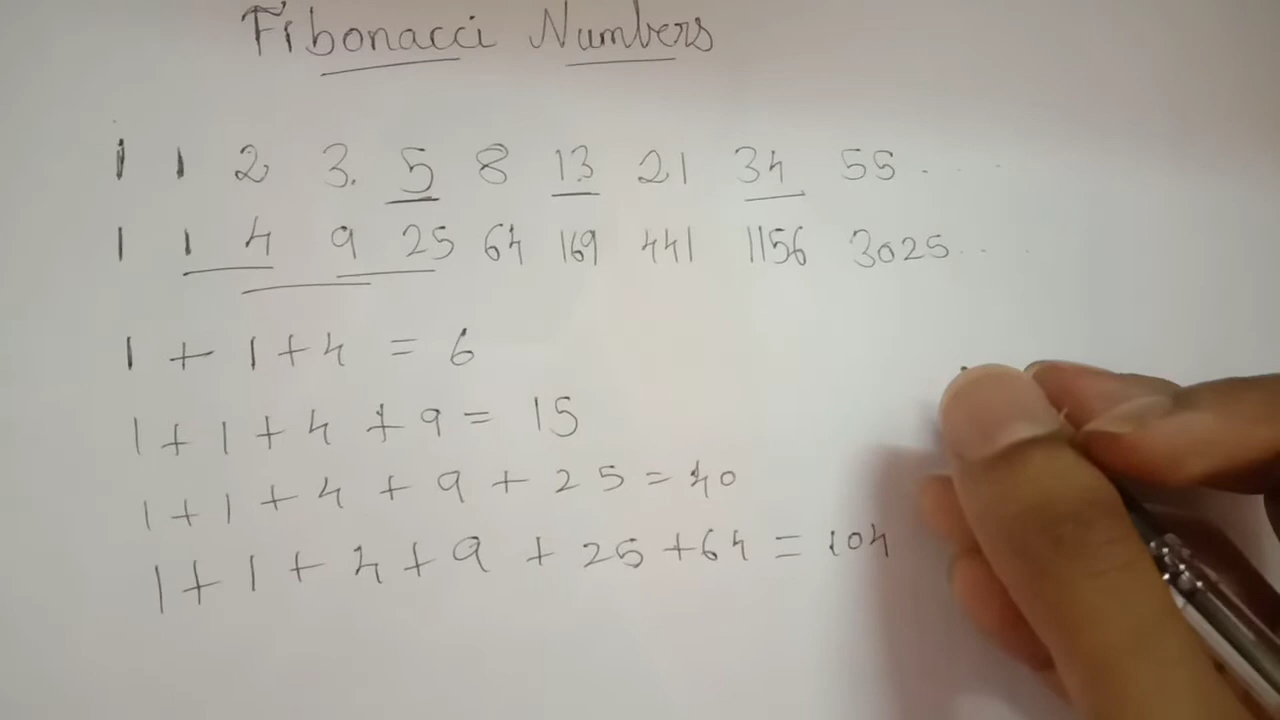 Fibonacci Numbers
1 1 2 3. 5 8 13 21 34 55 . . .
1 1 4 9 25 64 169 441 1156 3025 . . .
1 + 1 + 4 = 6
1 + 1 + 4 + 9 = 15
1 + 1 + 4 + 9 + 25 = 40
1 + 1 + 4 + 9 + 25 + 64 = 104